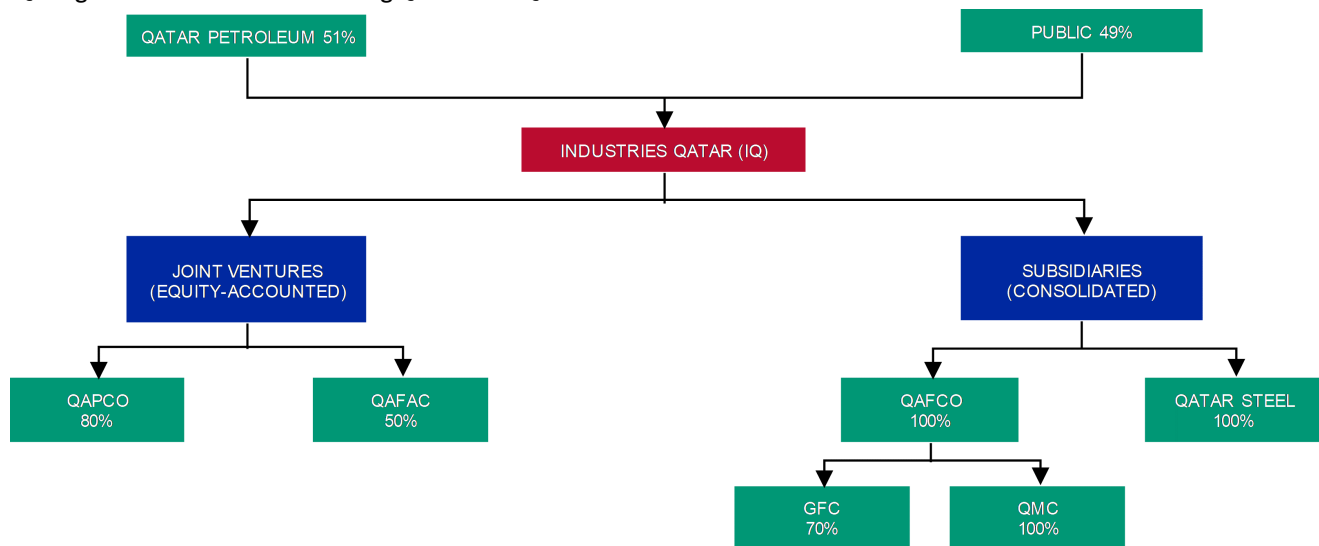 QATAR PETROLEUM 51%
PUBLIC 49%
INDUSTRIES QATAR (IQ)
JOINT VENTURES
(EQUITY-ACCOUNTED)
SUBSIDIARIES
(CONSOLIDATED)
QAPCO
80%
QAFAC
50%
QAFCO
100%
QATAR STEEL
100%
GFC
70%
QMC
100%